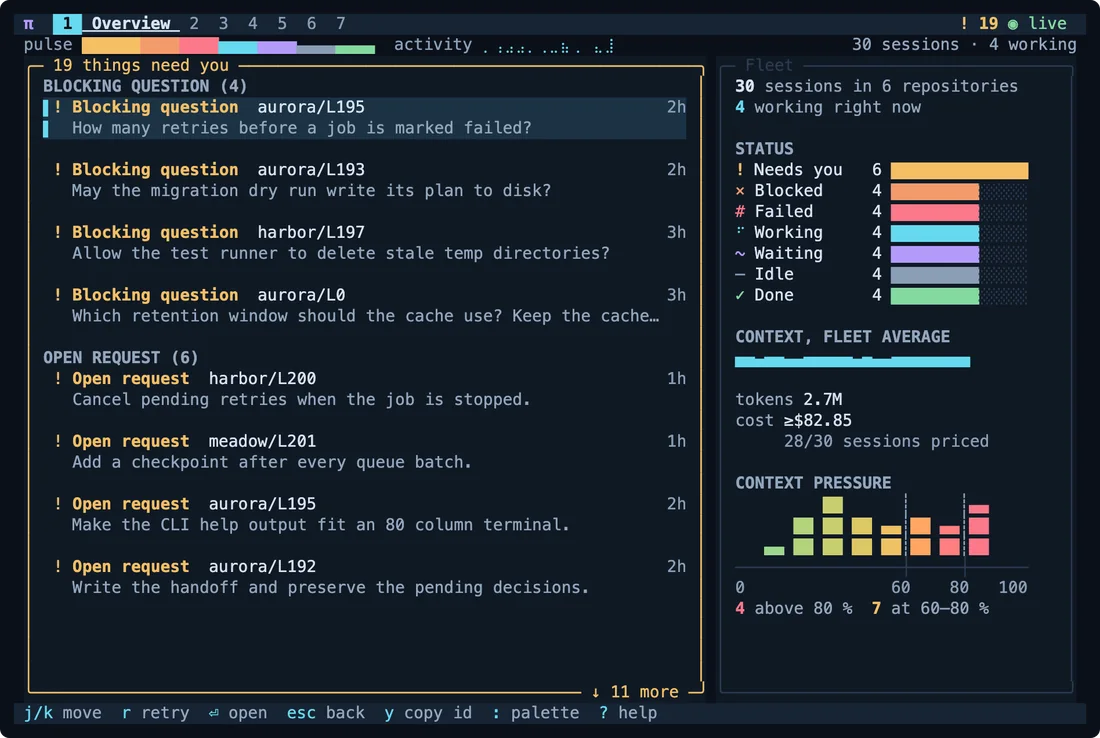 π 1 Overview 2 3 4 5 6 7 ! 19 ◉ live
pulse activity 30 sessions · 4 working
19 things need you
BLOCKING QUESTION (4)
! Blocking question aurora/L195 2h
How many retries before a job is marked failed?
! Blocking question aurora/L193 2h
May the migration dry run write its plan to disk?
! Blocking question harbor/L197 3h
Allow the test runner to delete stale temp directories?
! Blocking question aurora/L0 3h
Which retention window should the cache use? Keep the cache…
OPEN REQUEST (6)
! Open request harbor/L200 1h
Cancel pending retries when the job is stopped.
! Open request meadow/L201 1h
Add a checkpoint after every queue batch.
! Open request aurora/L195 2h
Make the CLI help output fit an 80 column terminal.
! Open request aurora/L192 2h
Write the handoff and preserve the pending decisions.
↓ 11 more
Fleet
30 sessions in 6 repositories
4 working right now
STATUS
! Needs you 6
× Blocked 4
# Failed 4
Working 4
~ Waiting 4
— Idle 4
✓ Done 4
CONTEXT, FLEET AVERAGE
tokens 2.7M
cost ≥$82.85
28/30 sessions priced
CONTEXT PRESSURE
0 60 80 100
4 above 80 % 7 at 60–80 %
j/k move r retry ⏎ open esc back y copy id : palette ? help